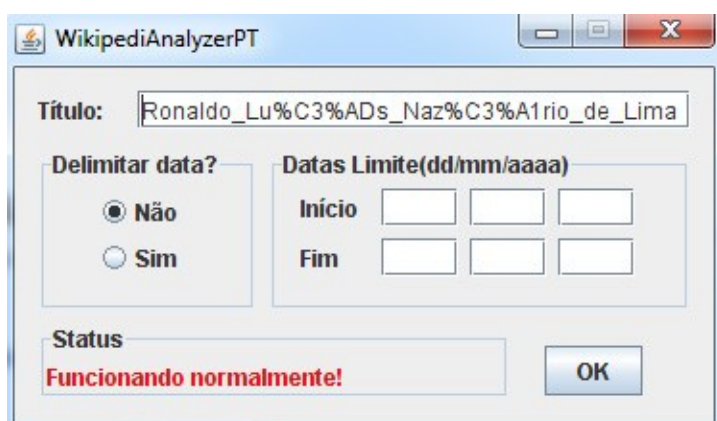 WikipediAnalyzerPT
Título: Ronaldo_Lu%C3%ADs_Naz%C3%A1rio_de_Lima
Delimitar data?
Não
Sim
Datas Limite(dd/mm/aaaa)
Início
Fim
Status
Funcionando normalmente!
OK